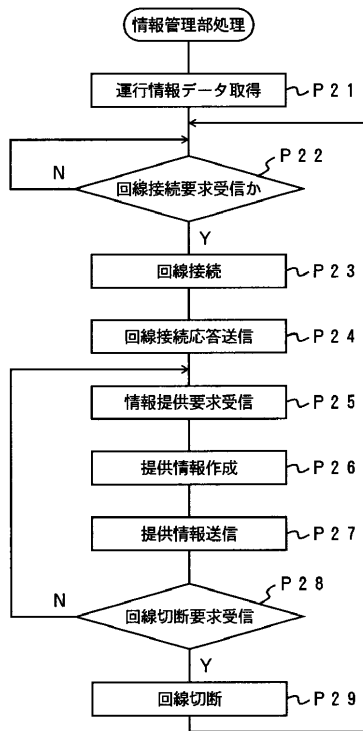 情報管理部処理
運行情報データ取得
P21
P22
N
回線接続要求受信か
Y
回線接続
P23
回線接続応答送信
P24
情報提供要求受信
P25
提供情報作成
P26
提供情報送信
P27
P28
N
回線切断要求受信
Y
回線切断
P29